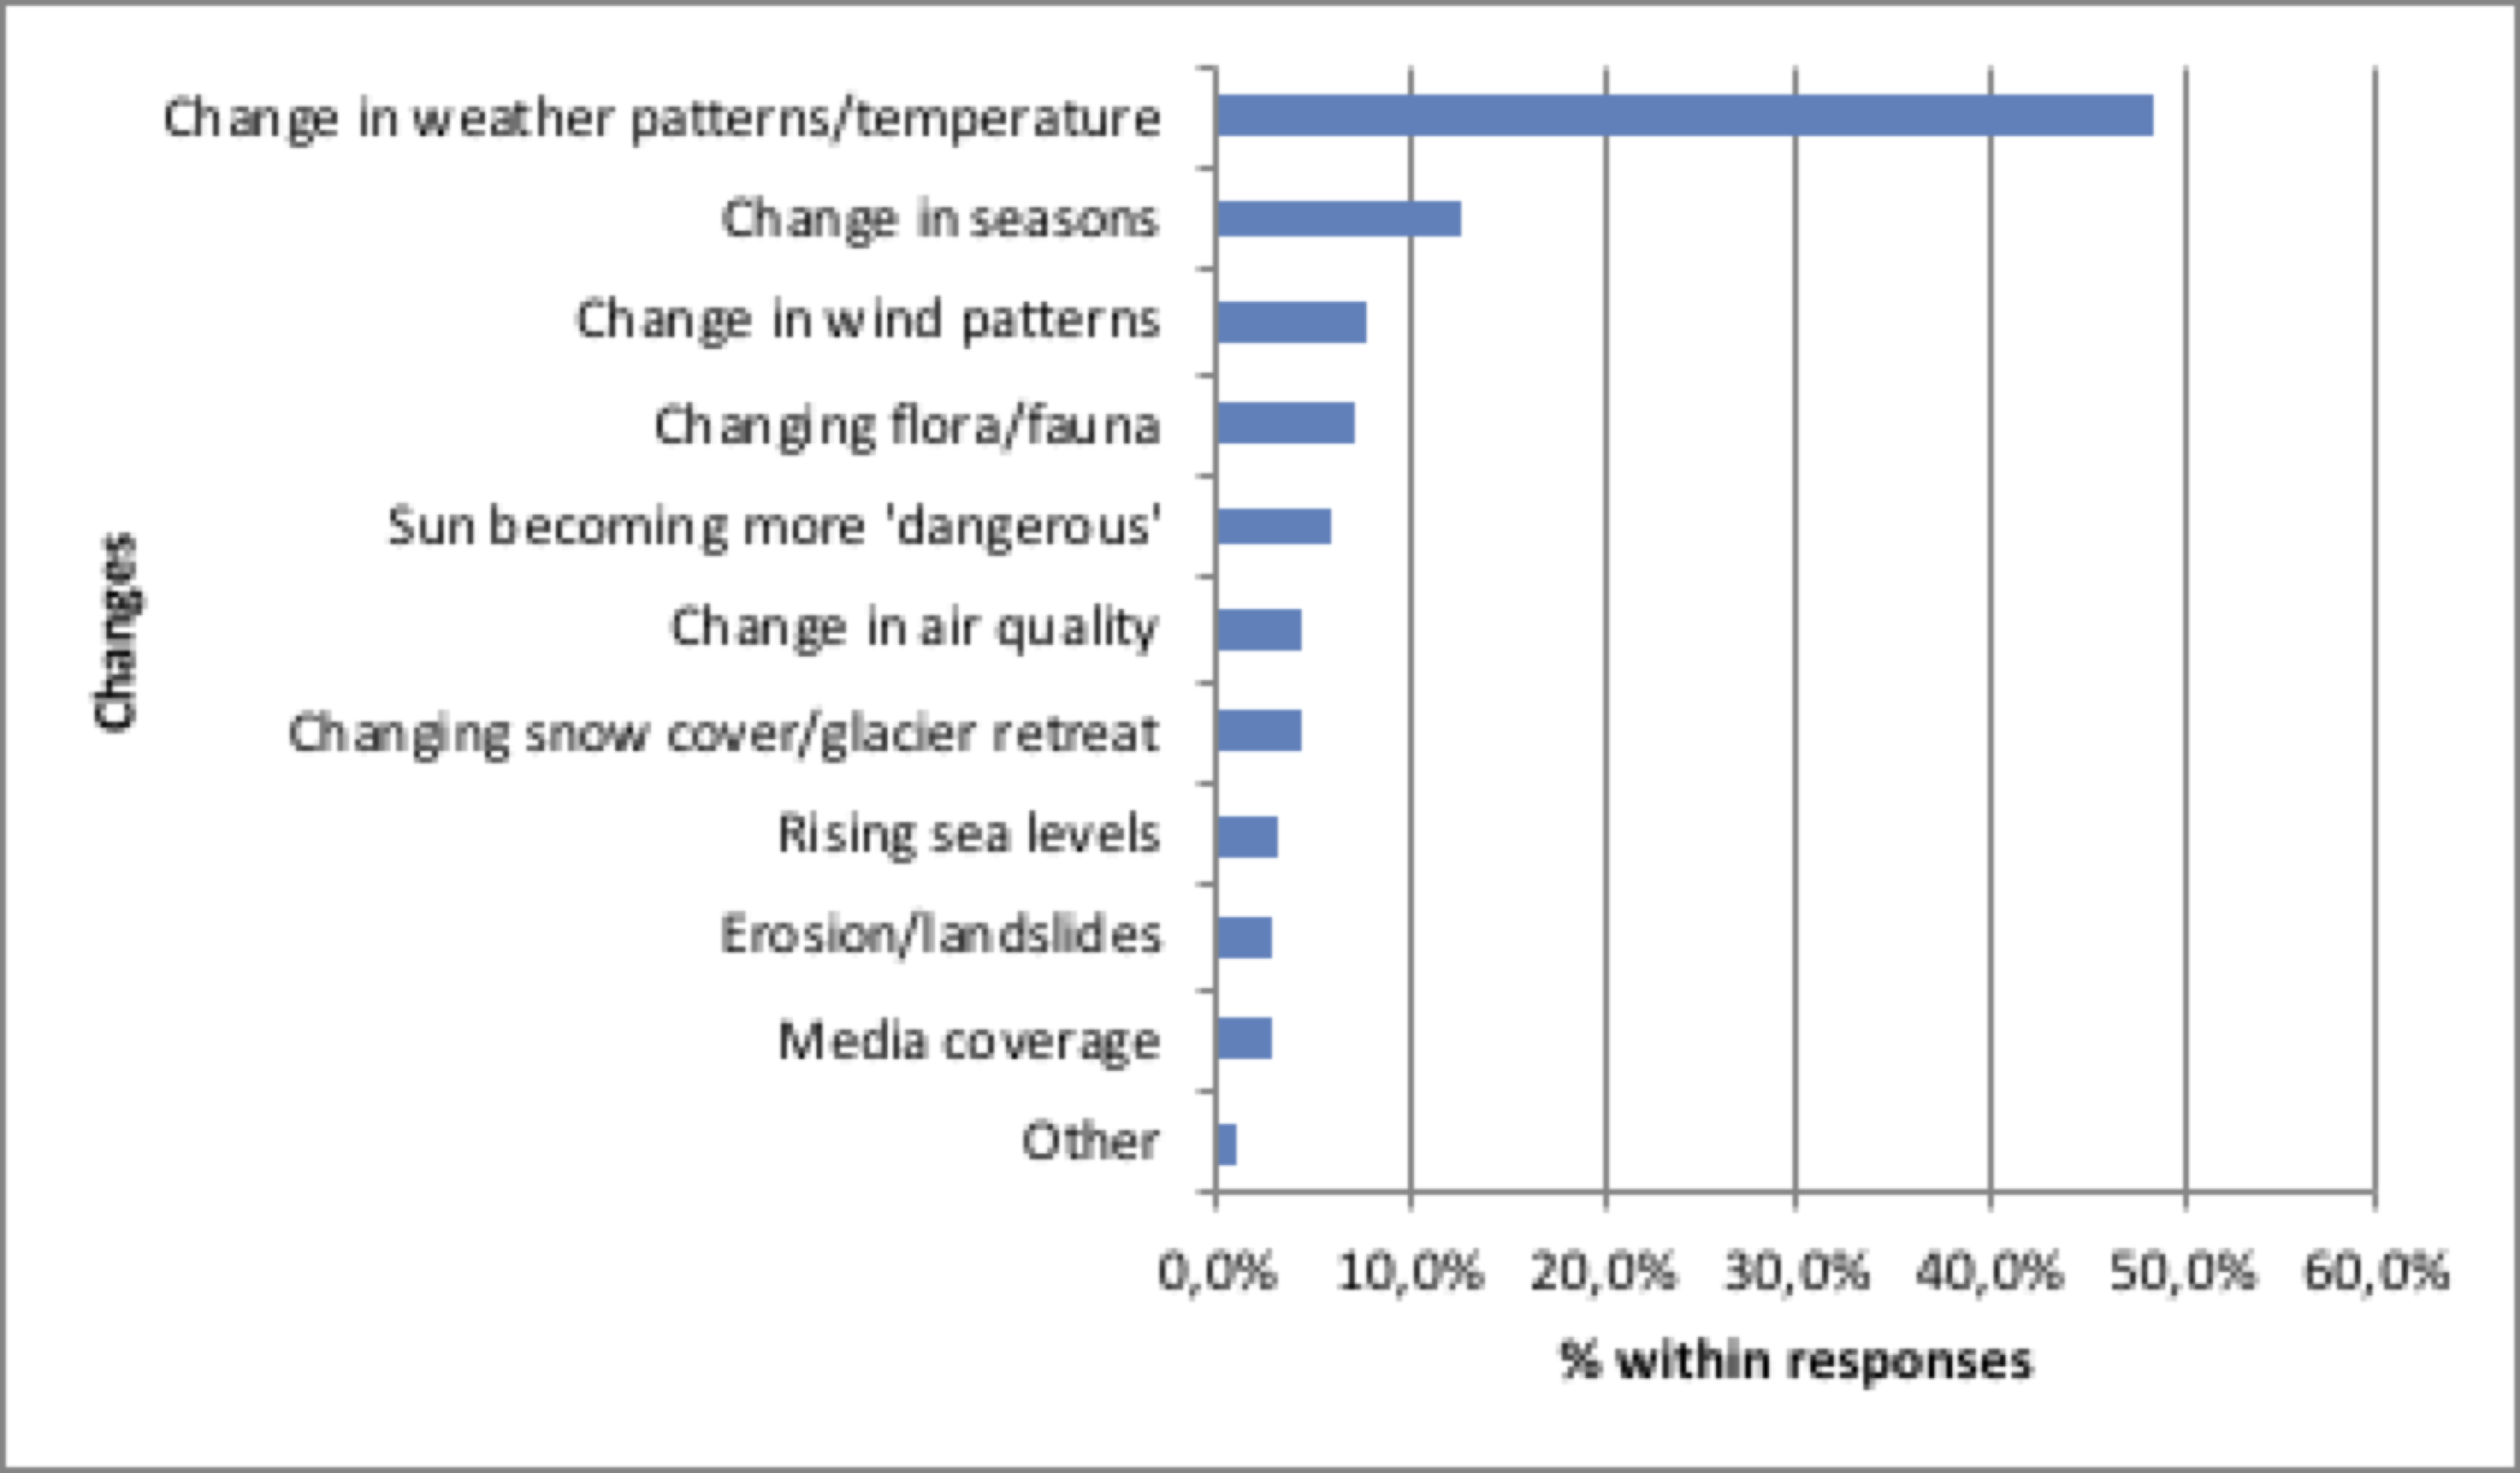 Change in weather patterns/temperature
Change in seasons
Change in wind patterns
Changing flora/fauna
Sun becoming more 'dangerous'
Change in air quality
Changing snow cover/glacier retreat
Rising sea levels
Erosion/landslides
Media coverage
Other
Changes
0,0% 10,0% 20,0% 30,0% 40,0% 50,0% 60,0%
% within responses